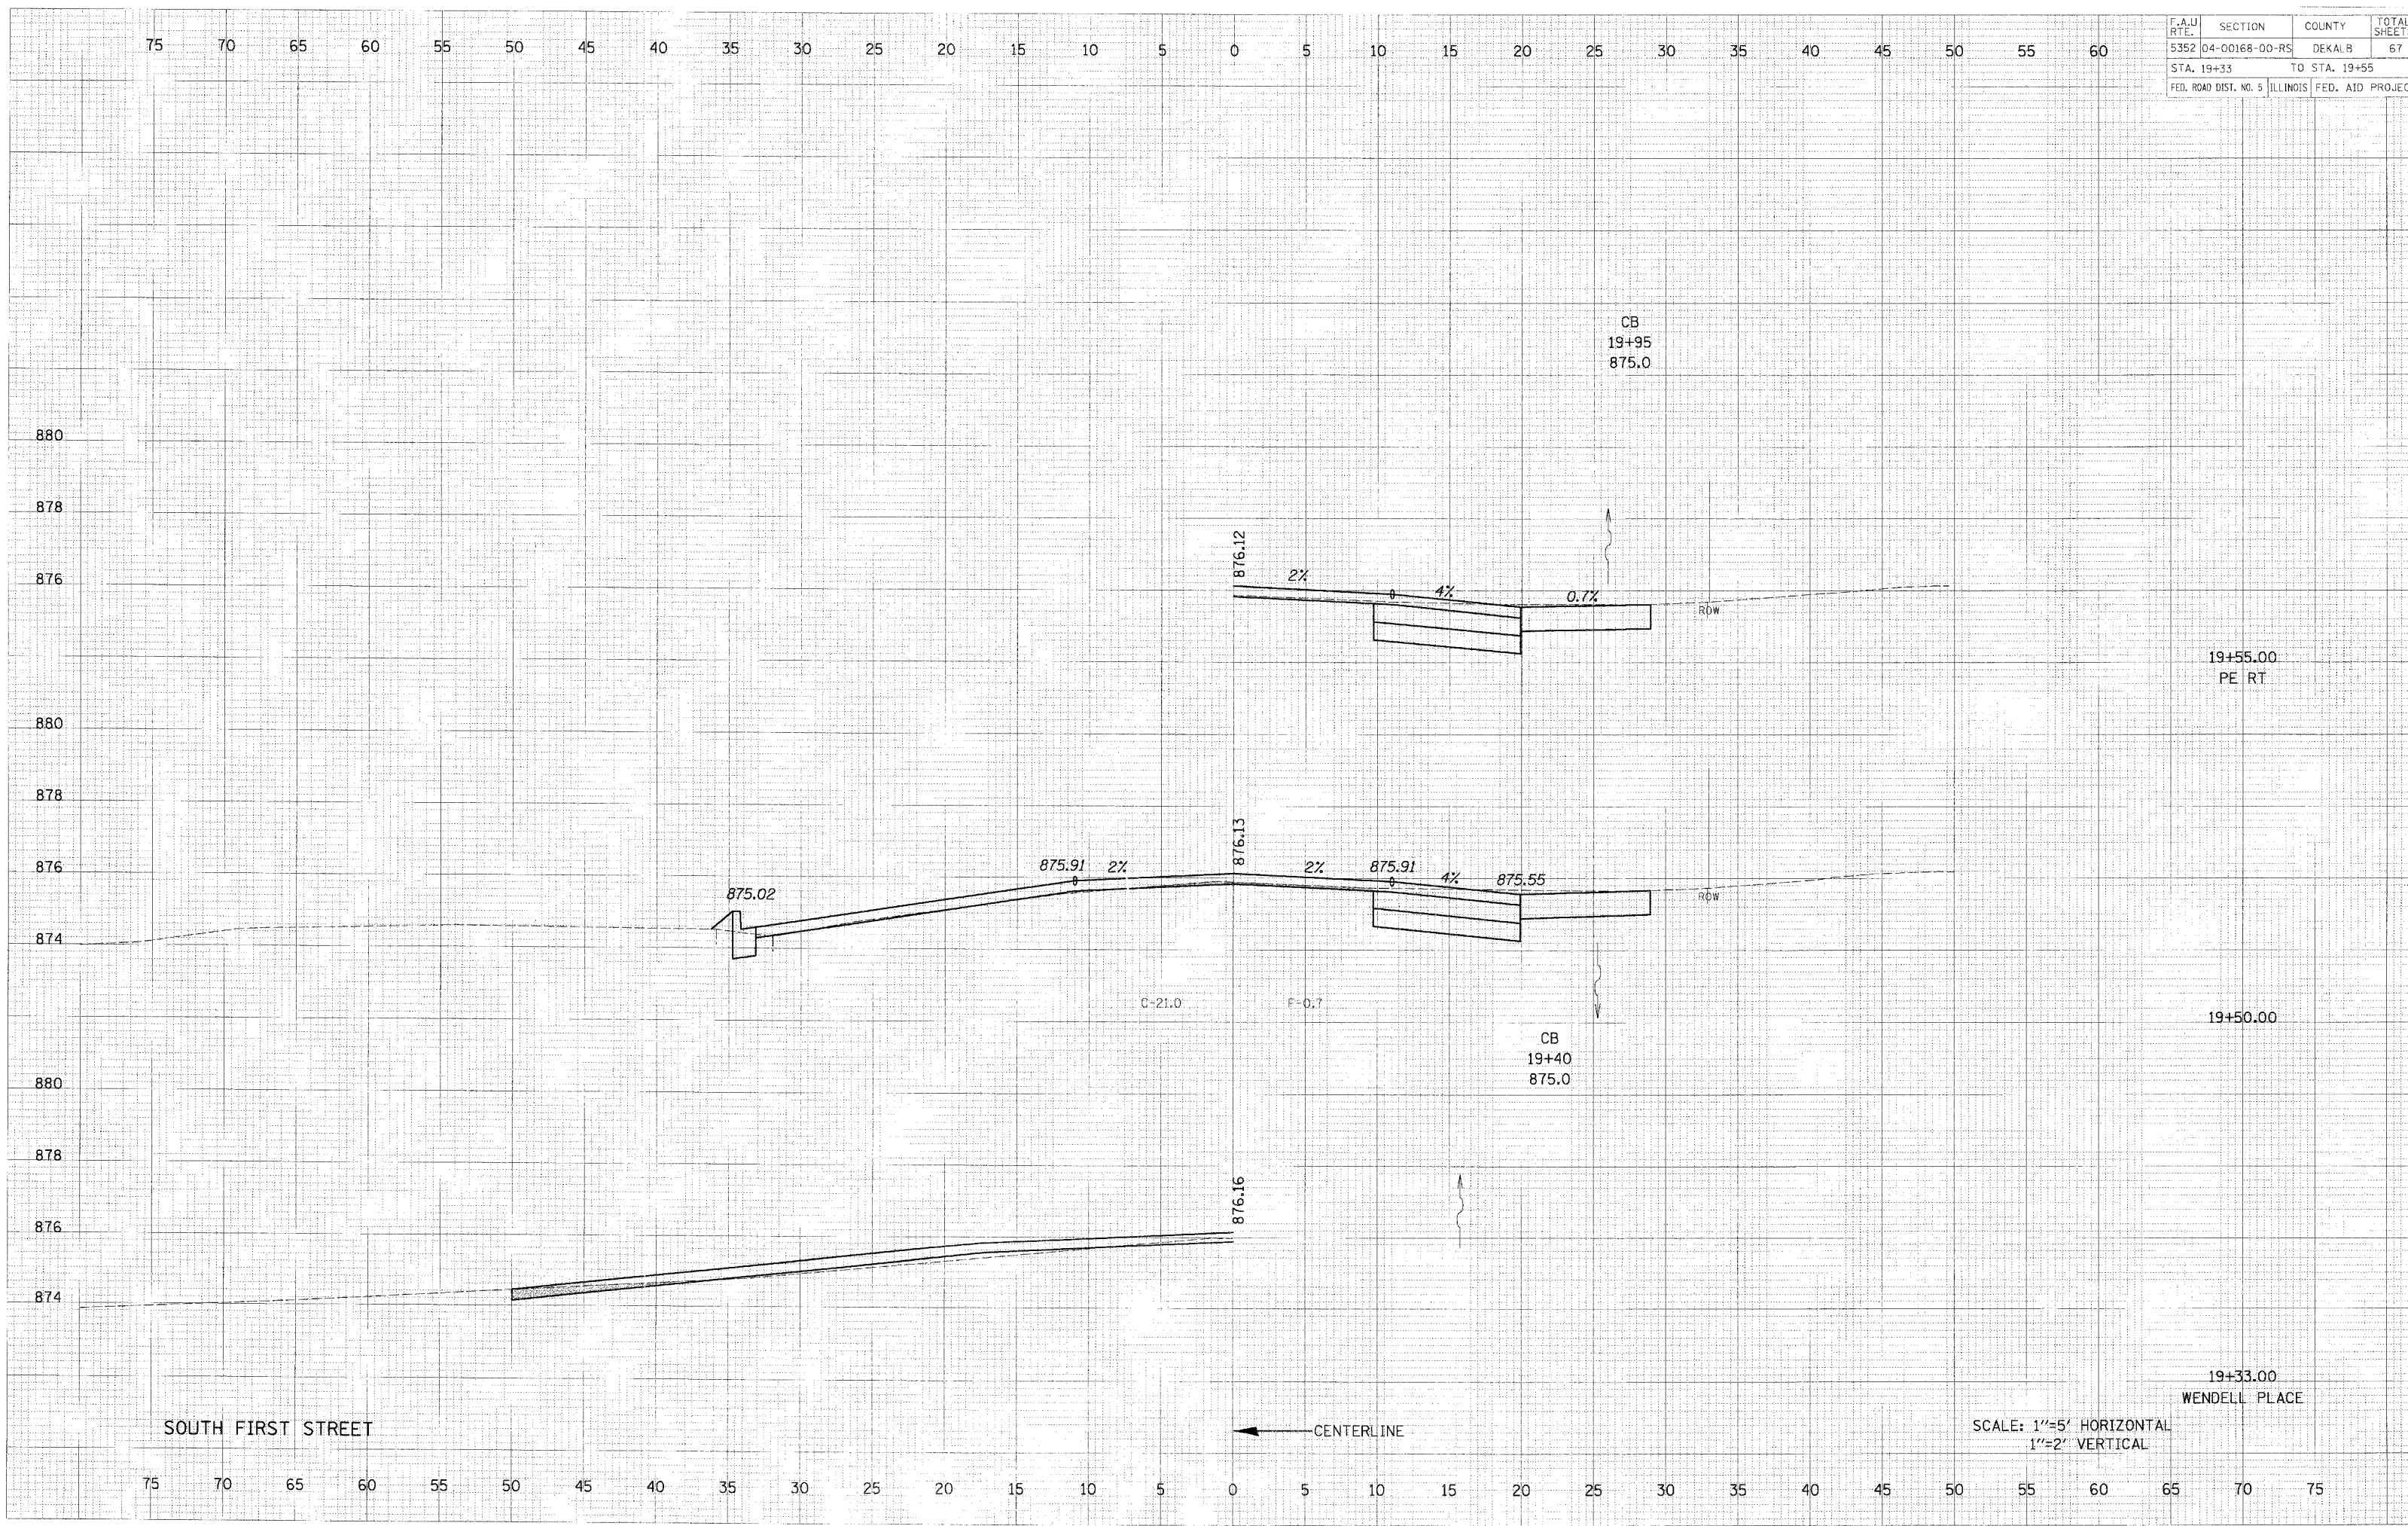 F.A.U RTE. SECTION COUNTY TOTAL SHEET
5352 04-00168-00-RS DEKALB 67
STA. 19+33 TO STA. 19+55
FED. ROAD DIST. NO. 5 ILLINOIS FED. AID PROJEC
75 70 65 60 55 50 45 40 35 30 25 20 15 10 5 0 5 10 15 20 25 30 35 40 45 50 55 60
CB
19+95
875.0
880
878
876.12
876
2%
4%
0.7%
ROW
19+55.00
PE RT
880
878
876.13
876
875.91 2%
2% 875.91
4% 875.55
875.02
ROW
874
C-21.0 F-0.7
19+50.00
CB
19+40
875.0
880
878
876.16
876
874
19+33.00
WENDELL PLACE
SOUTH FIRST STREET
CENTERLINE
SCALE: 1"=5' HORIZONTAL
1"=2' VERTICAL
75 70 65 60 55 50 45 40 35 30 25 20 15 10 5 0 5 10 15 20 25 30 35 40 45 50 55 60 65 70 75